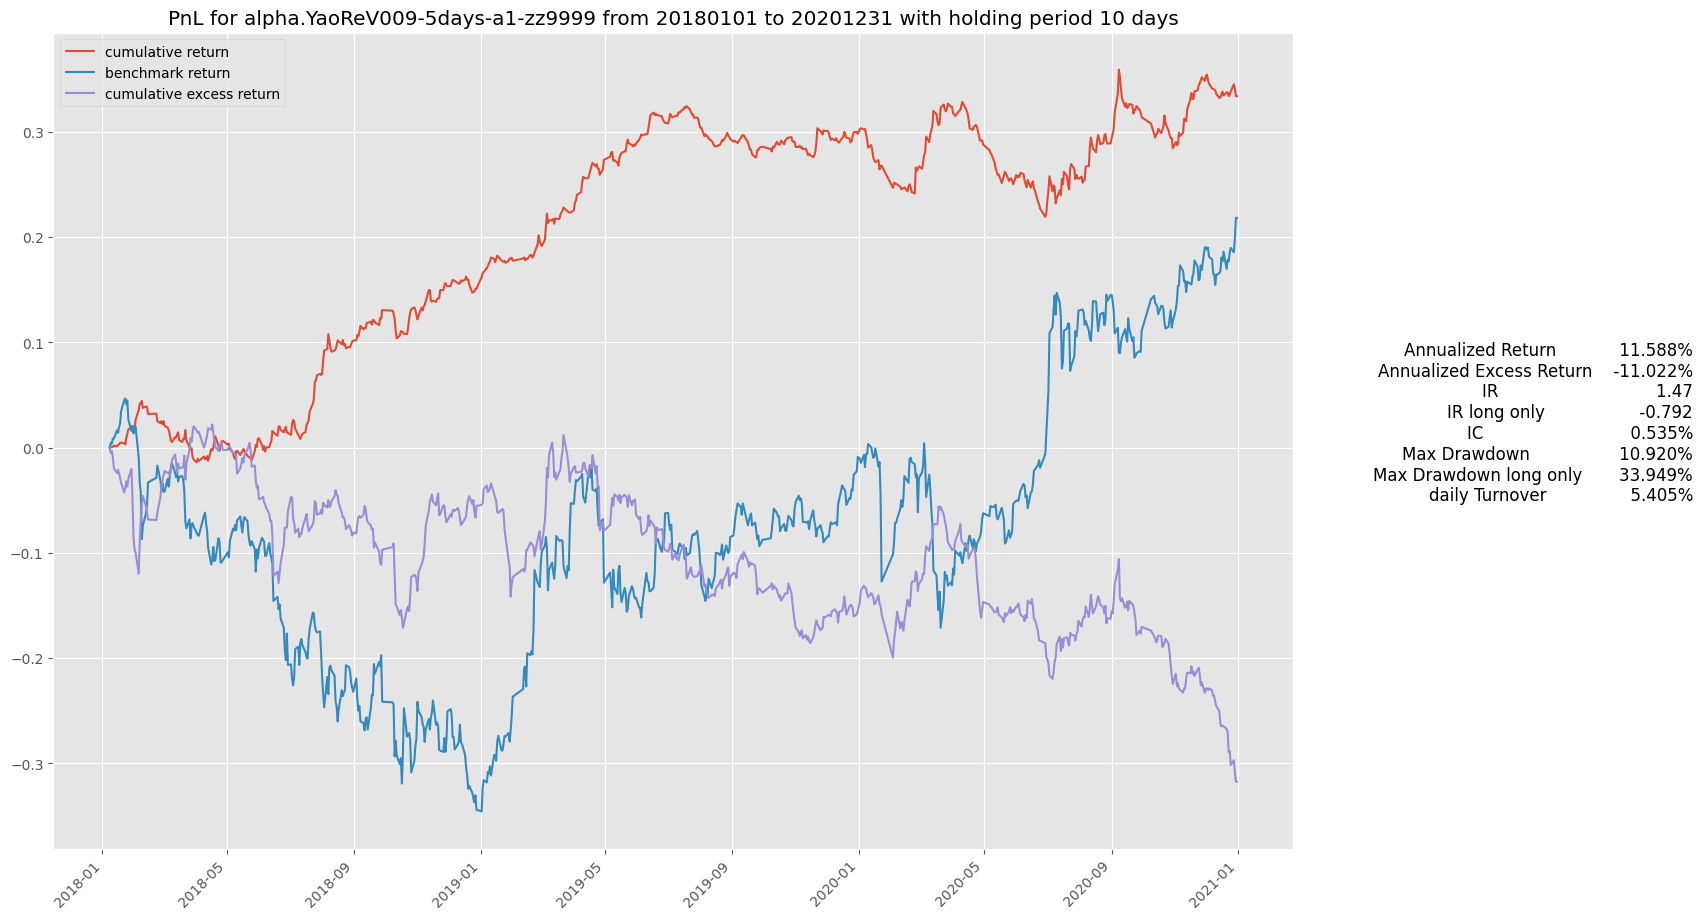 PnL for alpha.YaoReV009-5days-a1-zz9999 from 20180101 to 20201231 with holding period 10 days
cumulative return
benchmark return
cumulative excess return
0.3
0.2
0.1
0.0
−0.1
−0.2
−0.3
2018-01
2018-05
2018-09
2019-01
2019-05
2019-09
2020-01
2020-05
2020-09
2021-01
Annualized Return 11.588%
Annualized Excess Return -11.022%
IR 1.47
IR long only -0.792
IC 0.535%
Max Drawdown 10.920%
Max Drawdown long only 33.949%
daily Turnover 5.405%